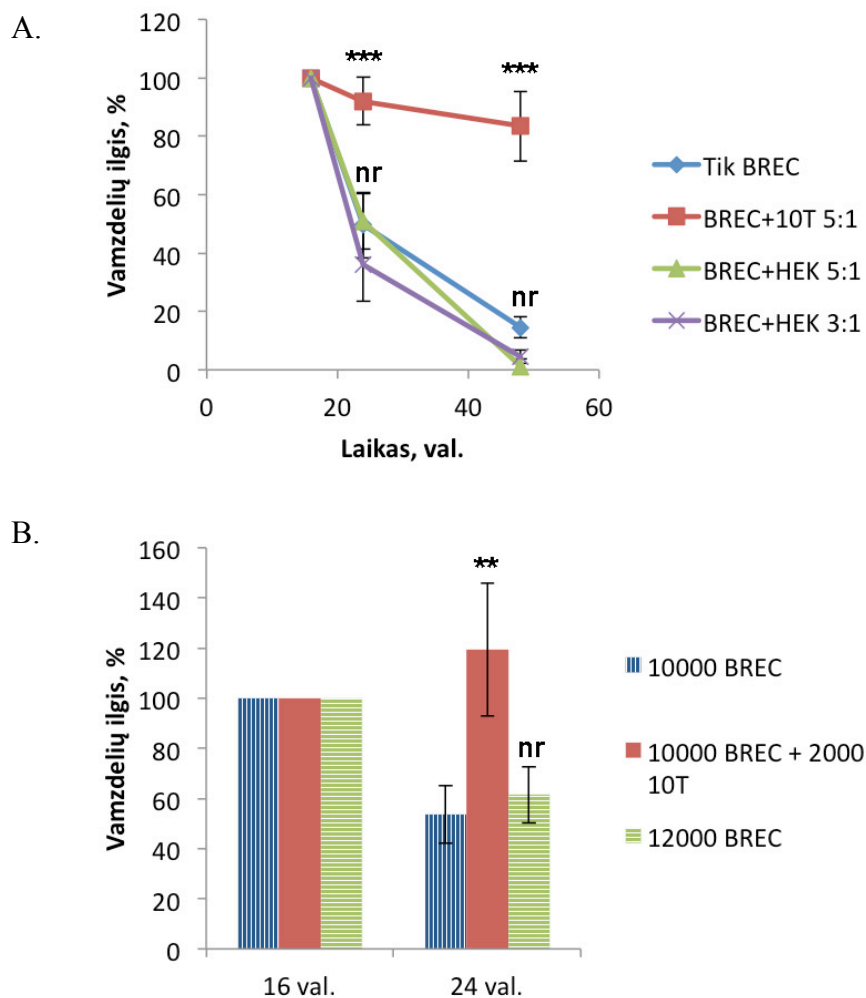 A.
Vamzdelių ilgis, %
120
100
80
60
40
20
0
***
***
nr
nr
0
20
40
60
Laikas, val.
Tik BREC
BREC+10T 5:1
BREC+HEK 5:1
BREC+HEK 3:1
B.
Vamzdelių ilgis, %
160
140
120
100
80
60
40
20
0
**
nr
16 val.
24 val.
10000 BREC
10000 BREC + 2000
10T
12000 BREC